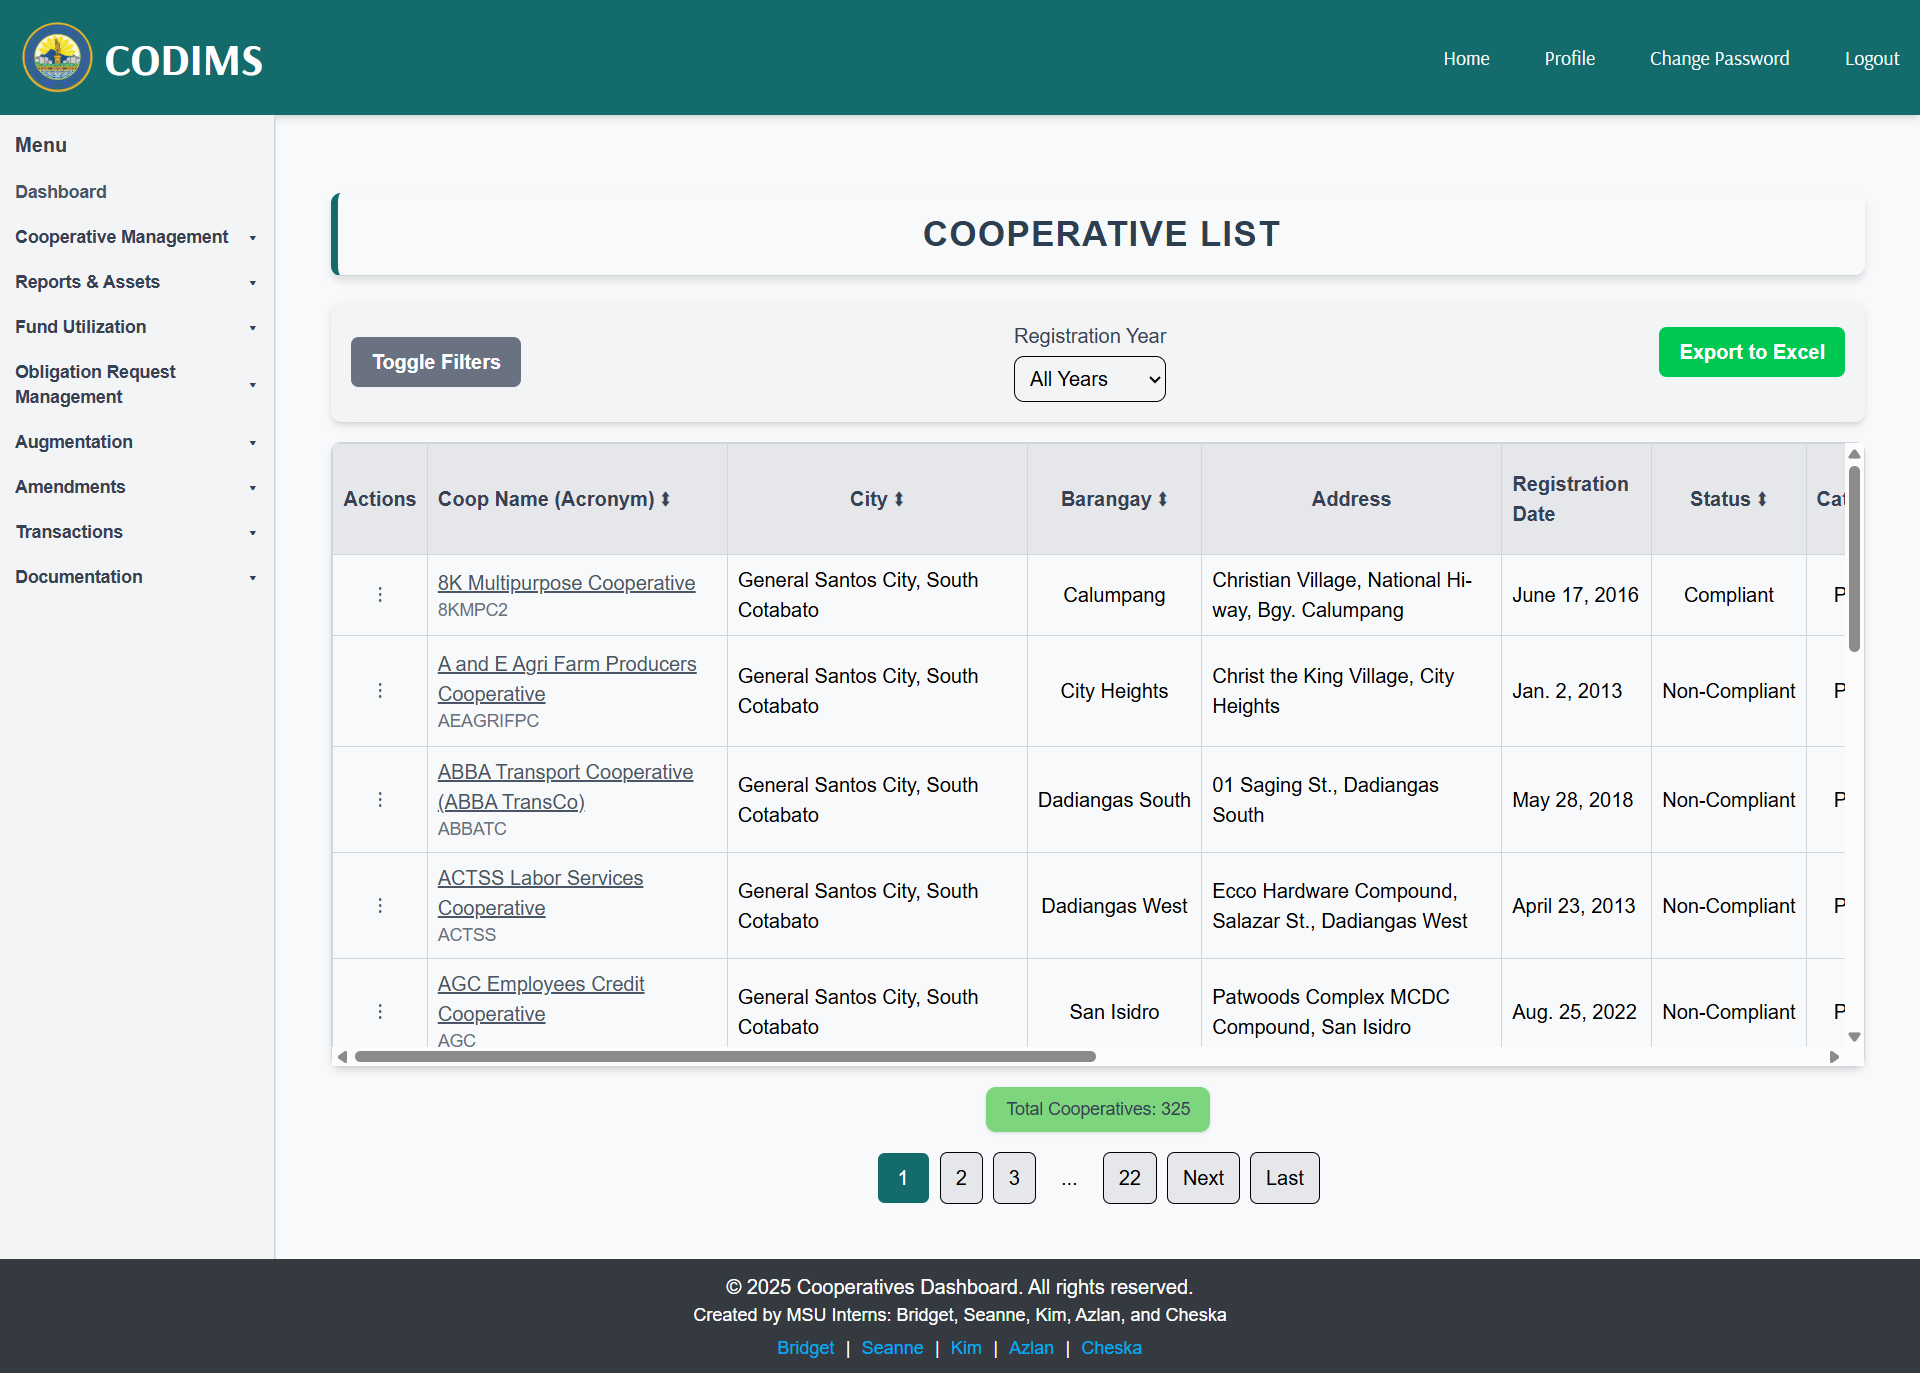 CODIMS
Home Profile Change Password Logout
Menu
Dashboard
Cooperative Management
Reports & Assets
Fund Utilization
Obligation Request
Management
Augmentation
Amendments
Transactions
Documentation
COOPERATIVE LIST
Toggle Filters
Registration Year
All Years
Export to Excel
Actions Coop Name (Acronym) City Barangay Address Registration Date Status Cat
8K Multipurpose Cooperative
8KMPC2
General Santos City, South
Cotabato
Calumpang
Christian Village, National Hi-
way, Bgy. Calumpang
June 17, 2016
Compliant
P
A and E Agri Farm Producers
Cooperative
AEAGRIFPC
General Santos City, South
Cotabato
City Heights
Christ the King Village, City
Heights
Jan. 2, 2013
Non-Compliant
P
ABBA Transport Cooperative
(ABBA TransCo)
ABBATC
General Santos City, South
Cotabato
Dadiangas South
01 Saging St., Dadiangas
South
May 28, 2018
Non-Compliant
P
ACTSS Labor Services
Cooperative
ACTSS
General Santos City, South
Cotabato
Dadiangas West
Ecco Hardware Compound,
Salazar St., Dadiangas West
April 23, 2013
Non-Compliant
P
AGC Employees Credit
Cooperative
AGC
General Santos City, South
Cotabato
San Isidro
Patwoods Complex MCDC
Compound, San Isidro
Aug. 25, 2022
Non-Compliant
P
Total Cooperatives: 325
1 2 3 ... 22 Next Last
© 2025 Cooperatives Dashboard. All rights reserved.
Created by MSU Interns: Bridget, Seanne, Kim, Azlan, and Cheska
Bridget | Seanne | Kim | Azlan | Cheska